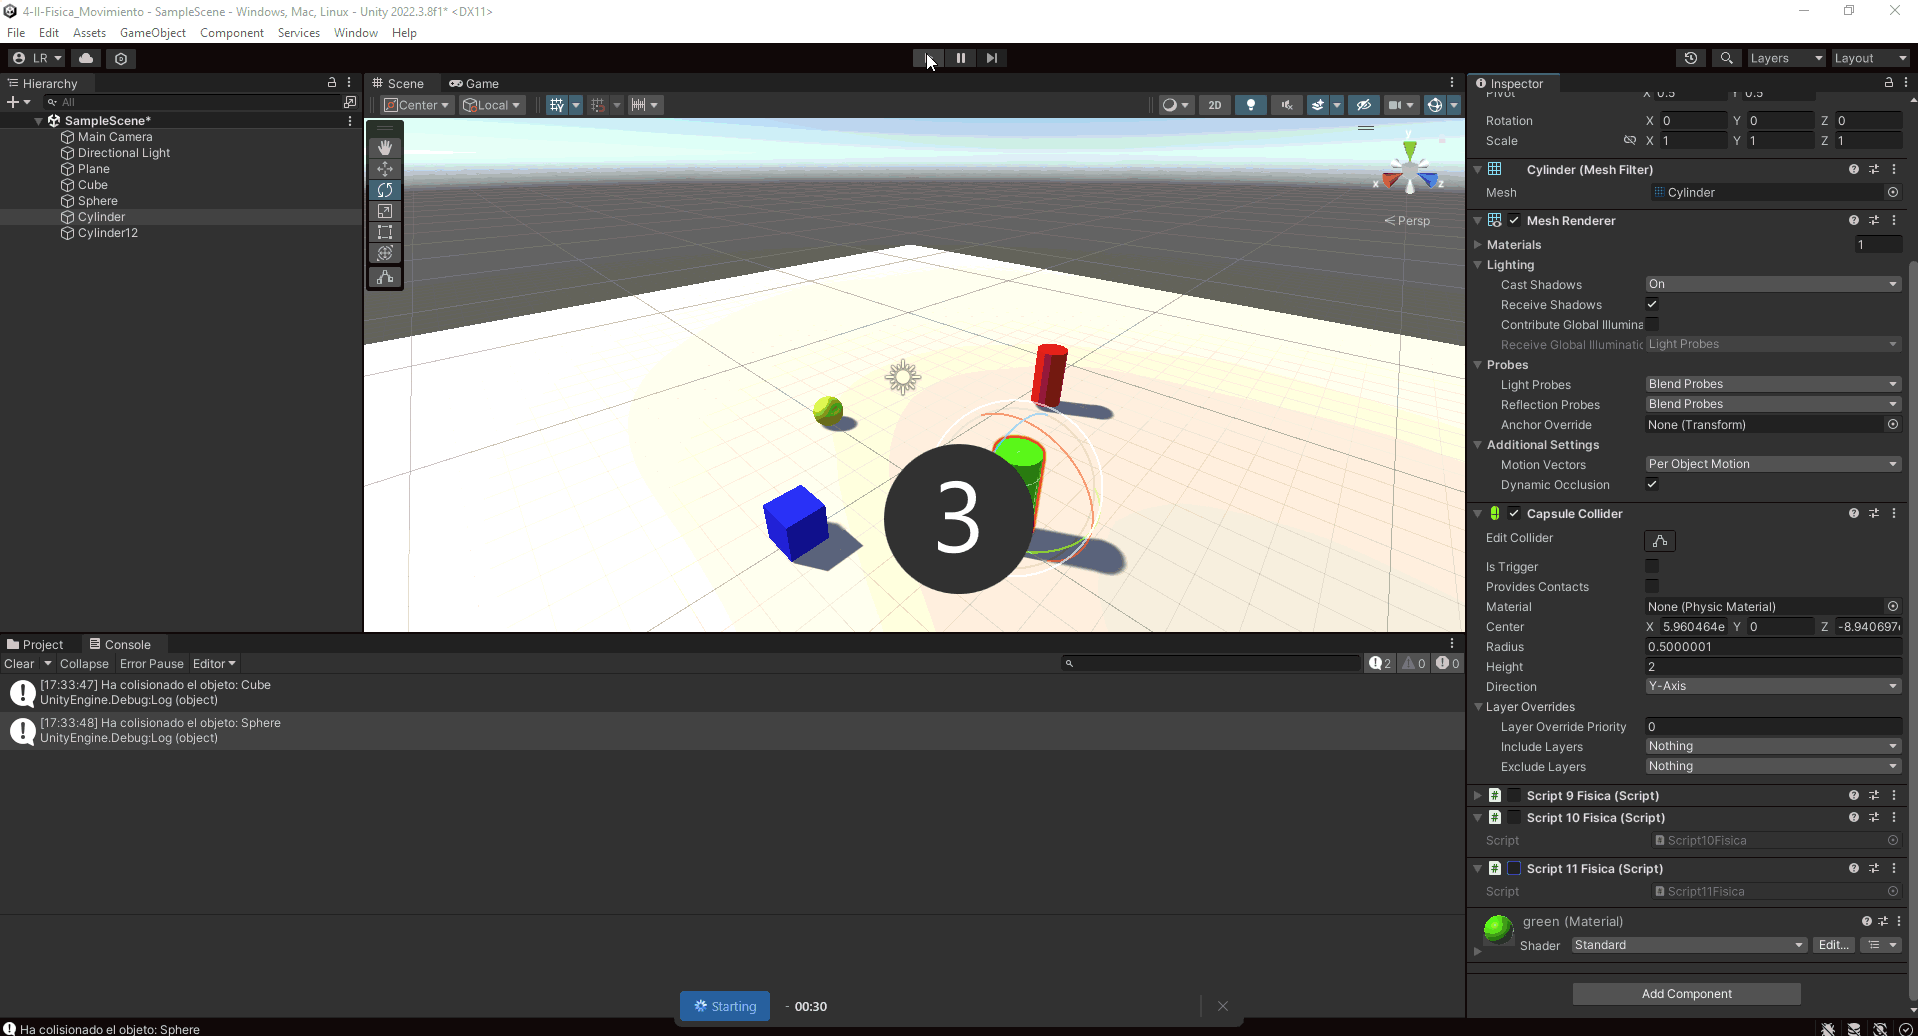 4-II-Fisica_Movimiento - SampleScene - Windows, Mac, Linux - Unity 2022.3.8f1* <DX11>
File Edit Assets GameObject Component Services Window Help
LR
Layers Layout
Hierarchy
All
SampleScene*
Main Camera
Directional Light
Plane
Cube
Sphere
Cylinder
Cylinder12
Scene Game
Center Local 2D
y
x z
Persp
3
Project Console
Clear Collapse Error Pause Editor 2 0 0
[17:33:47] Ha colisionado el objeto: Cube
UnityEngine.Debug:Log (object)
[17:33:48] Ha colisionado el objeto: Sphere
UnityEngine.Debug:Log (object)
Starting - 00:30
Ha colisionado el objeto: Sphere
Inspector
Pivot X 0.5 Y 0.5
Rotation X 0 Y 0 Z 0
Scale X 1 Y 1 Z 1
Cylinder (Mesh Filter)
Mesh Cylinder
Mesh Renderer
Materials 1
Lighting
Cast Shadows On
Receive Shadows
Contribute Global Illumina
Receive Global Illuminatic Light Probes
Probes
Light Probes Blend Probes
Reflection Probes Blend Probes
Anchor Override None (Transform)
Additional Settings
Motion Vectors Per Object Motion
Dynamic Occlusion
Capsule Collider
Edit Collider
Is Trigger
Provides Contacts
Material None (Physic Material)
Center X 5.960464e Y 0 Z -8.940697
Radius 0.5000001
Height 2
Direction Y-Axis
Layer Overrides
Layer Override Priority 0
Include Layers Nothing
Exclude Layers Nothing
# Script 9 Fisica (Script)
# Script 10 Fisica (Script)
Script Script10Fisica
# Script 11 Fisica (Script)
Script Script11Fisica
green (Material)
Shader Standard Edit...
Add Component